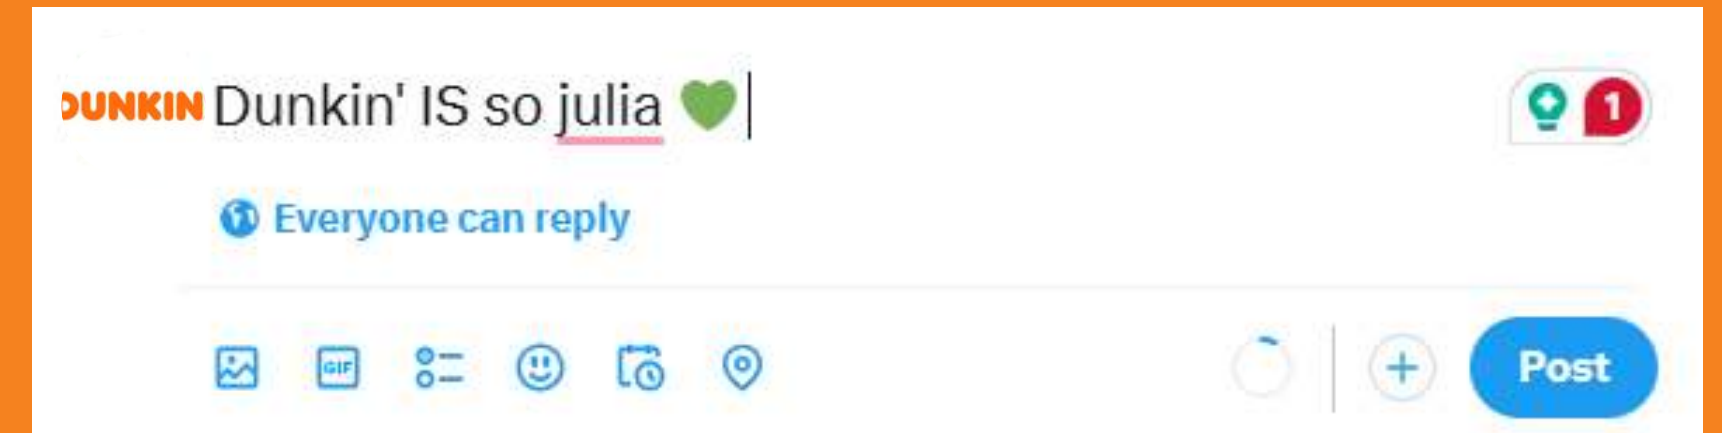 DUNKIN Dunkin' IS so julia 💚 1
Everyone can reply
GIF Post